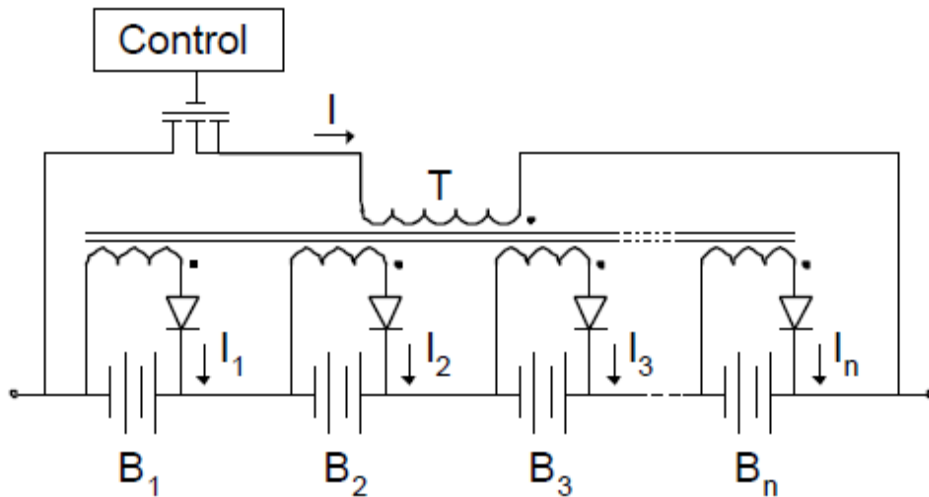 Control
I
T
I₁ I₂ I₃ Iₙ
B₁ B₂ B₃ Bₙ